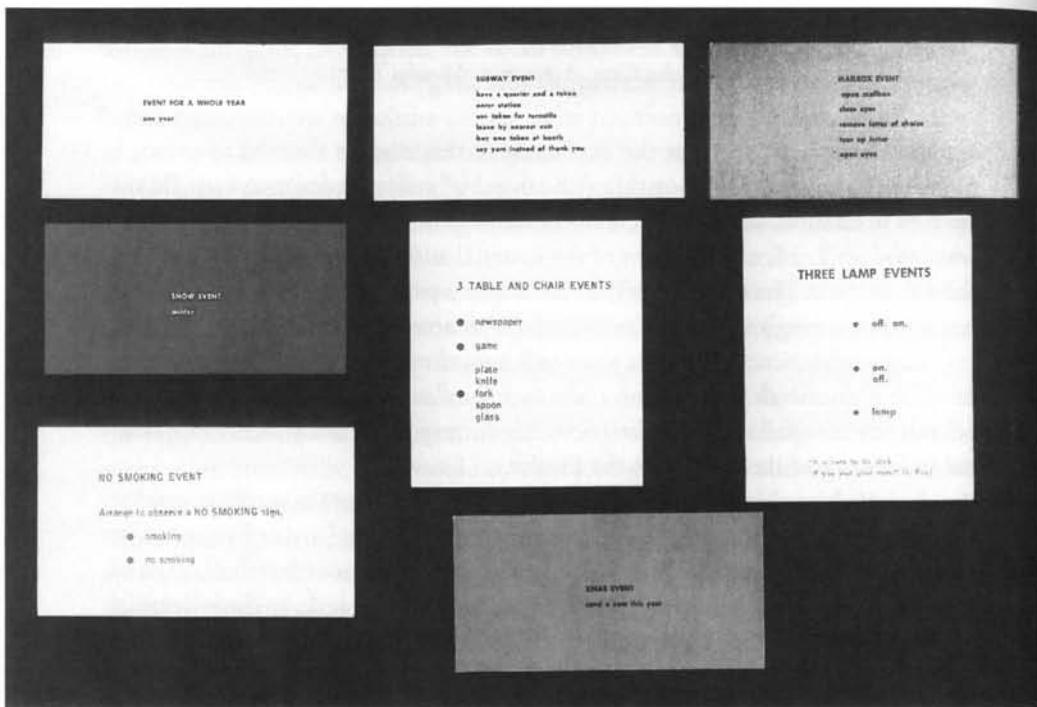 EVENT FOR A WHOLE YEAR
one year
SUBWAY EVENT
have a quarter and a token
enter station
use token for turnstile
leave by nearest exit
buy one token at booth
say yam instead of thank you
MAILBOX EVENT
open mailbox
close eyes
remove letter of choice
tear up letter
open eyes
SNOW EVENT
winter
3 TABLE AND CHAIR EVENTS
● newspaper
● game
plate
knife
● fork
spoon
glass
THREE LAMP EVENTS
● off. on.
● on.
off.
● lamp
NO SMOKING EVENT
Arrange to observe a NO SMOKING sign.
● smoking
● no smoking
XMAS EVENT
send a yam this year